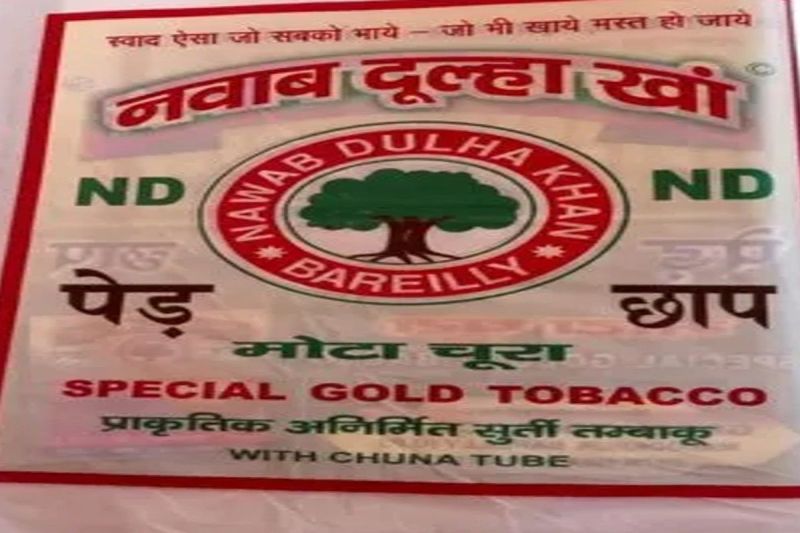 स्वाद ऐसा जो सबको भाये - जो भी खाये मस्त हो जाये
नवाब दूल्हा खां ©
NAWAB DULHA KHAN
ND ND
BAREILLY
पेड़ छाप
मोटा चूरा
SPECIAL GOLD TOBACCO
प्राकृतिक अनिर्मित सुर्ती तम्बाकू
WITH CHUNA TUBE